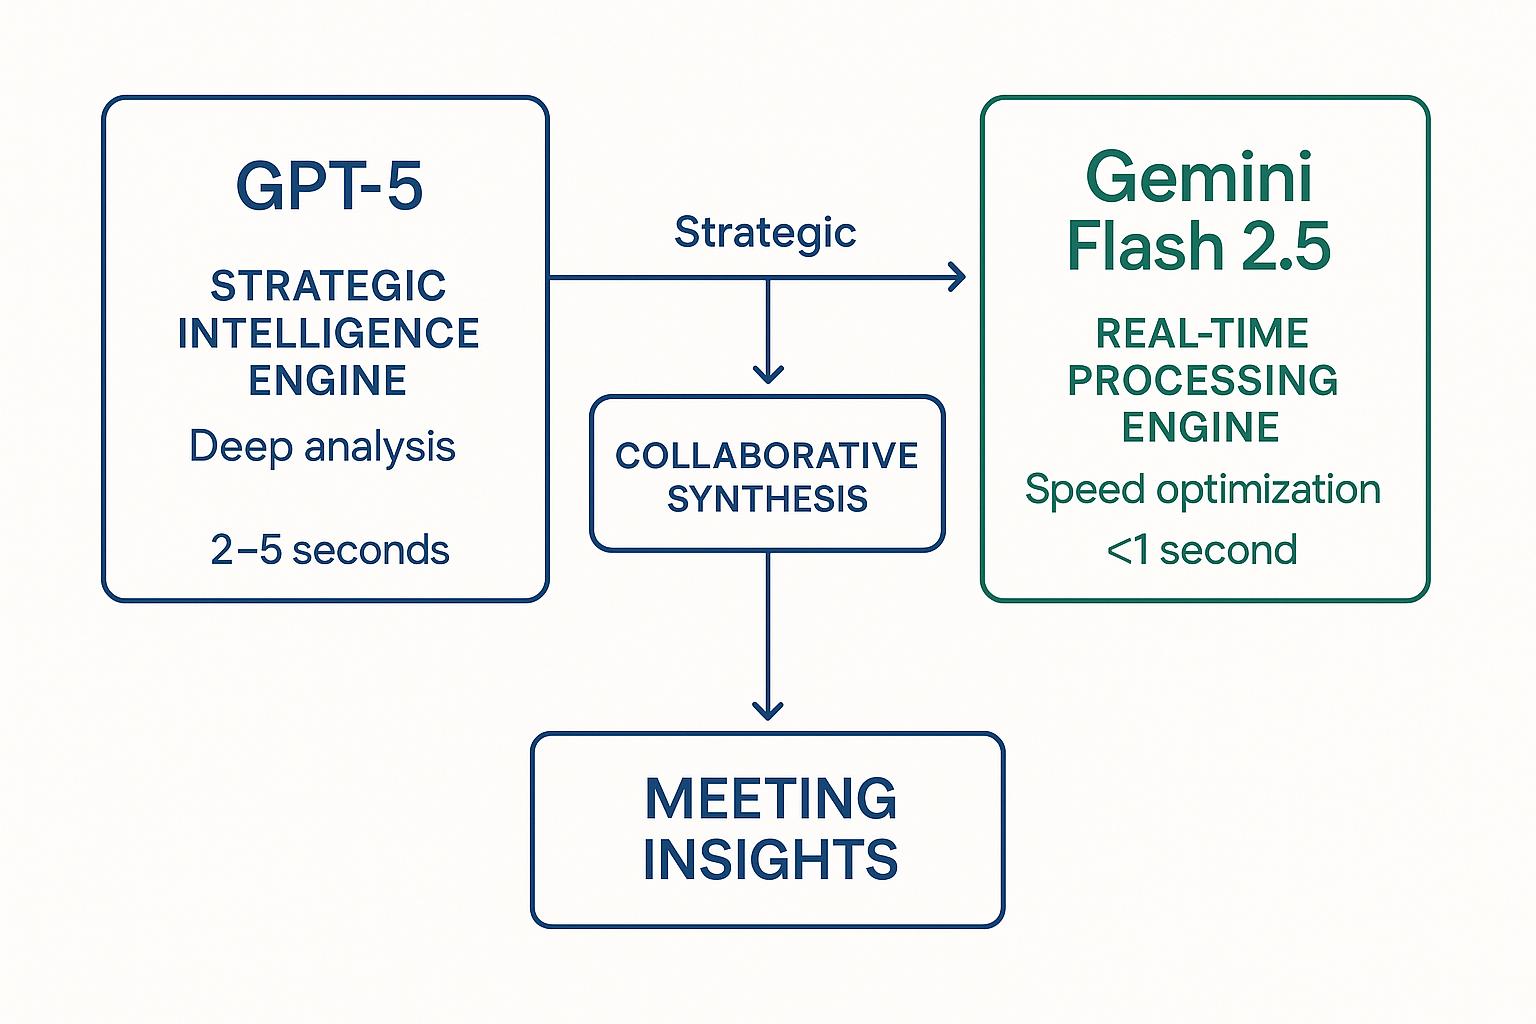 GPT-5
STRATEGIC
INTELLIGENCE
ENGINE
Deep analysis
2–5 seconds
Strategic
COLLABORATIVE
SYNTHESIS
Gemini
Flash 2.5
REAL-TIME
PROCESSING
ENGINE
Speed optimization
<1 second
MEETING
INSIGHTS